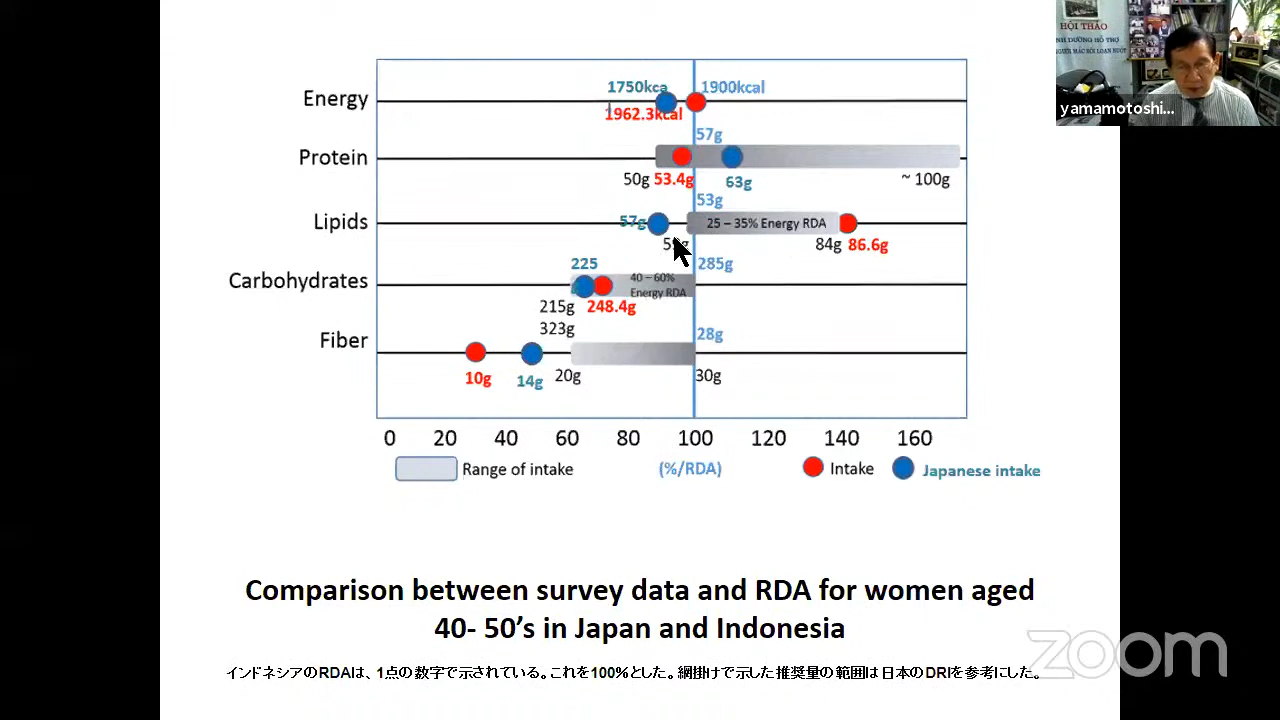 HỘI THẢO
yamamotoshi...
Energy
1750kca
1900kcal
1962.3kcal
57g
Protein
50g 53.4g 63g ~ 100g
53g
Lipids
57g
25 – 35% Energy RDA
84g 86.6g
225
285g
Carbohydrates
40 – 60%
Energy RDA
215g 248.4g
323g
28g
Fiber
10g 14g 20g 30g
0 20 40 60 80 100 120 140 160
Range of intake (%/RDA) Intake Japanese intake
Comparison between survey data and RDA for women aged
40- 50's in Japan and Indonesia
インドネシアのRDAIは、1点の数字で示されている。これを100%とした。網掛けで示した推奨量の範囲は日本のDRIを参考にした。
zoom